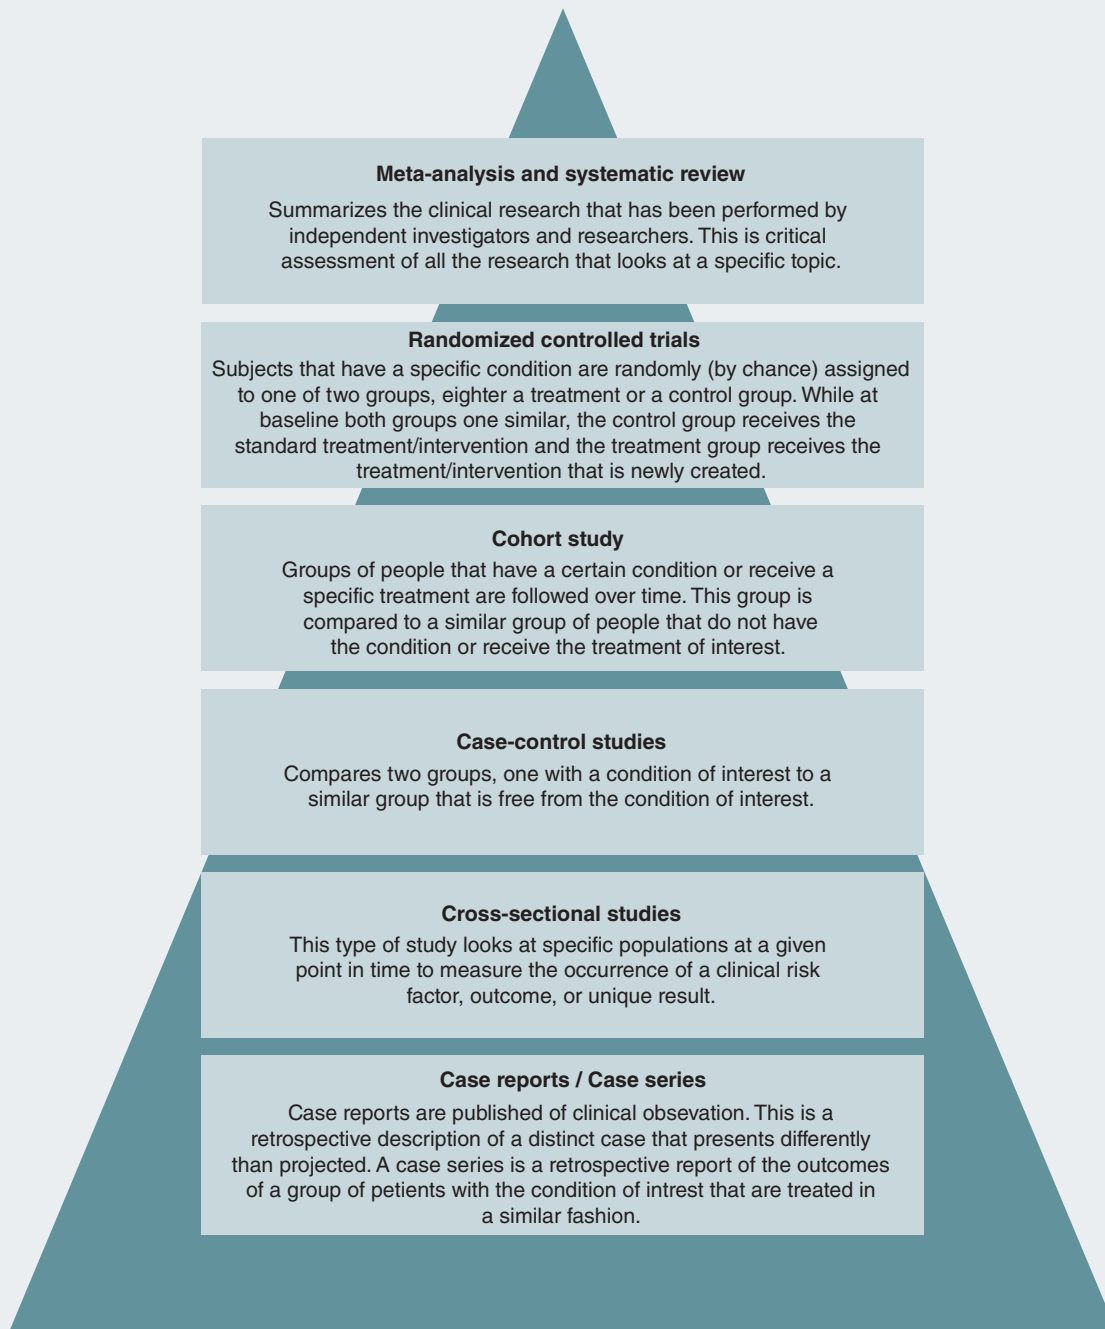 Meta-analysis and systematic review
Summarizes the clinical research that has been performed by
independent investigators and researchers. This is critical
assessment of all the research that looks at a specific topic.
Randomized controlled trials
Subjects that have a specific condition are randomly (by chance) assigned
to one of two groups, eighter a treatment or a control group. While at
baseline both groups one similar, the control group receives the
standard treatment/intervention and the treatment group receives the
treatment/intervention that is newly created.
Cohort study
Groups of people that have a certain condition or receive a
specific treatment are followed over time. This group is
compared to a similar group of people that do not have
the condition or receive the treatment of interest.
Case-control studies
Compares two groups, one with a condition of interest to a
similar group that is free from the condition of interest.
Cross-sectional studies
This type of study looks at specific populations at a given
point in time to measure the occurrence of a clinical risk
factor, outcome, or unique result.
Case reports / Case series
Case reports are published of clinical obsevation. This is a
retrospective description of a distinct case that presents differently
than projected. A case series is a retrospective report of the outcomes
of a group of petients with the condition of intrest that are treated in
a similar fashion.